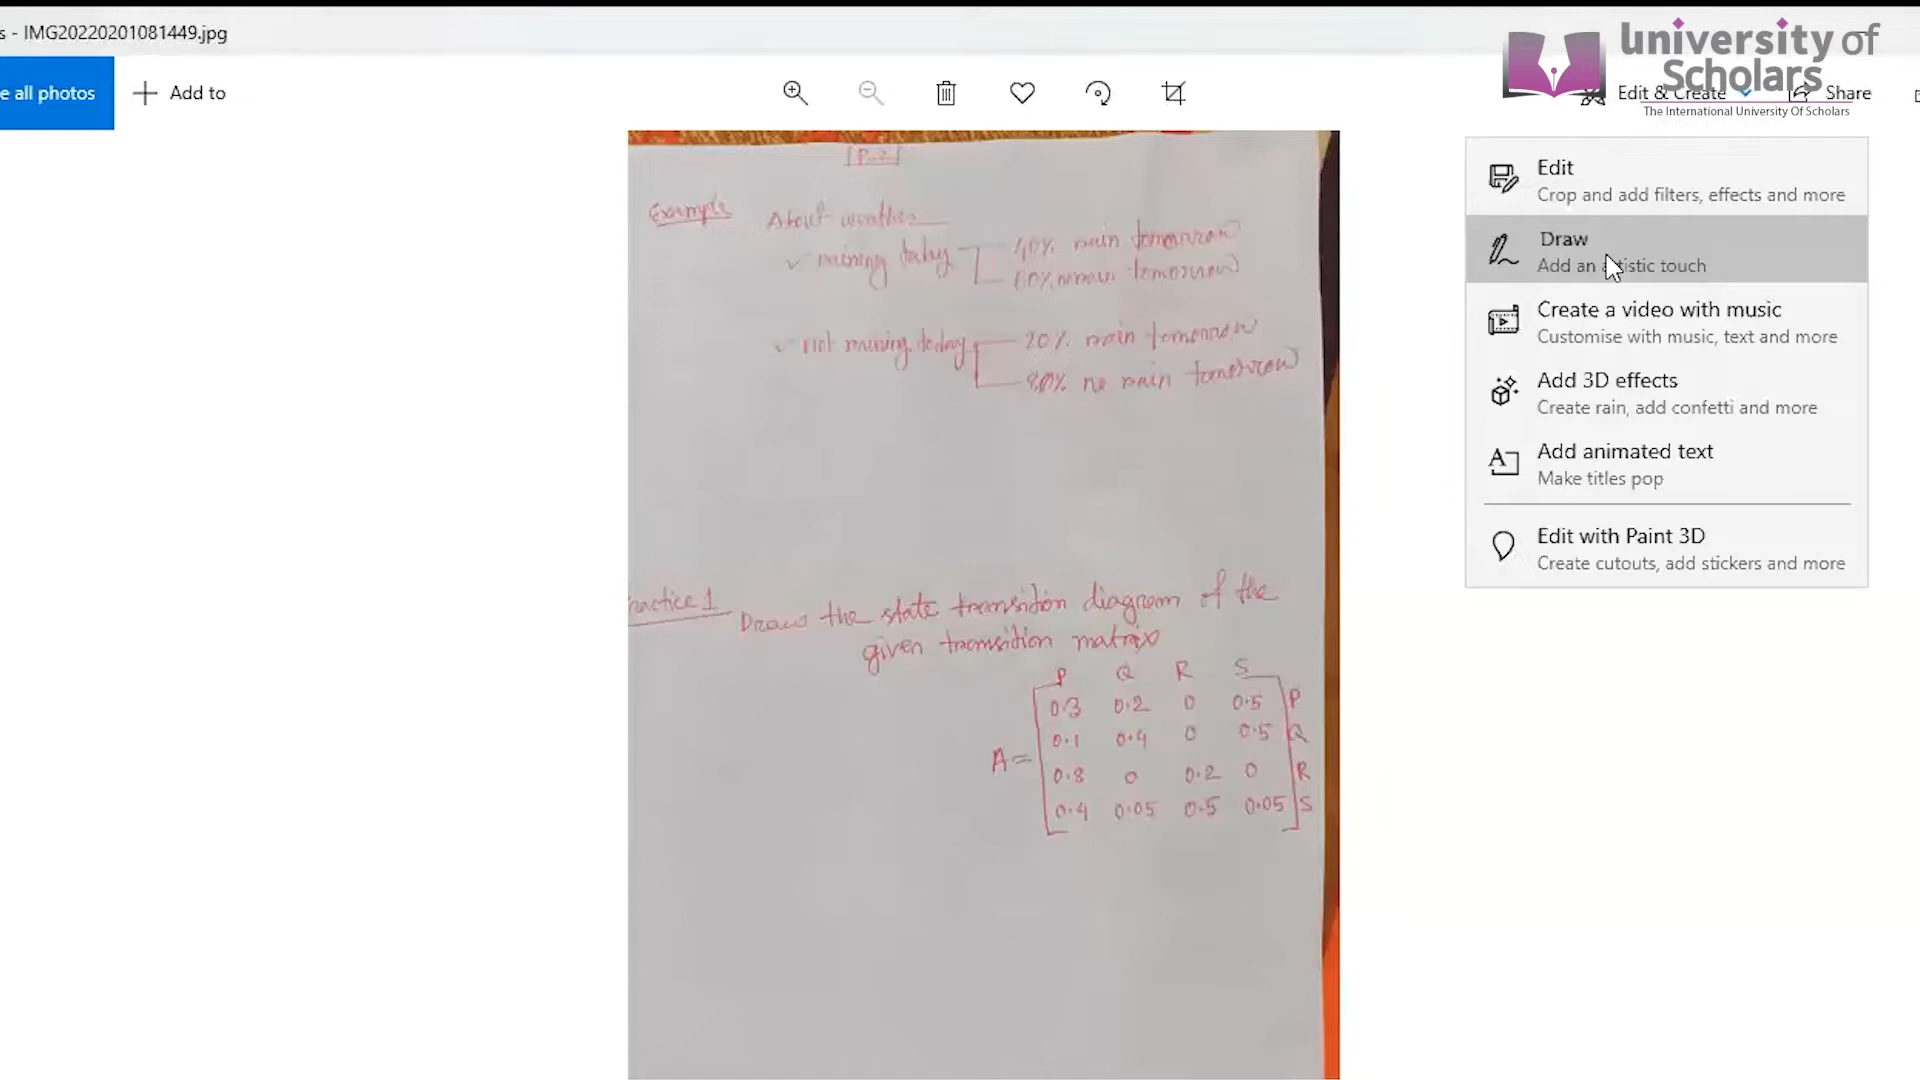 s - IMG20220201081449.jpg
University of
Scholars
The International University Of Scholars
e all photos
Add to
Edit & Create
Share
Edit
Crop and add filters, effects and more
Draw
Add an artistic touch
Create a video with music
Customise with music, text and more
Add 3D effects
Create rain, add confetti and more
Add animated text
Make titles pop
Edit with Paint 3D
Create cutouts, add stickers and more
[P-2]
Example About weather
raining today 40% rain tomorrow
60% no rain tomorrow
not raining today 20% rain tomorrow
80% no rain tomorrow
ractice 1 Draw the state transition diagram of the
given transition matrix
P Q R S
0.3 0.2 0 0.5 P
0.1 0.4 0 0.5 Q
A=
0.8 0 0.2 0 R
0.4 0.05 0.5 0.05 S